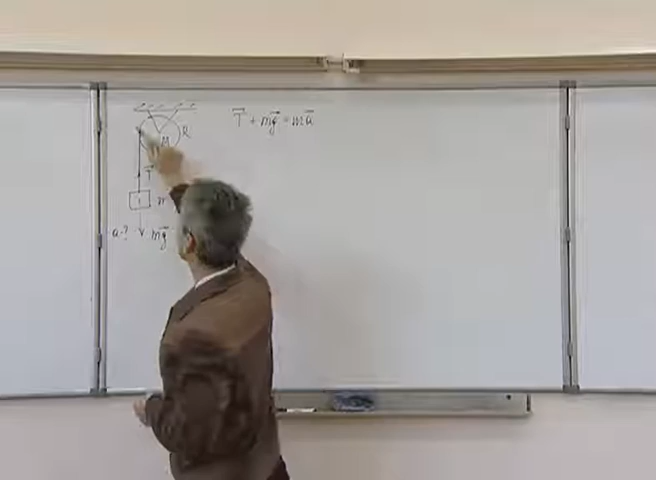 T⃗ + mg⃗ = ma⃗
M R
T⃗
m
a⃗? mg⃗